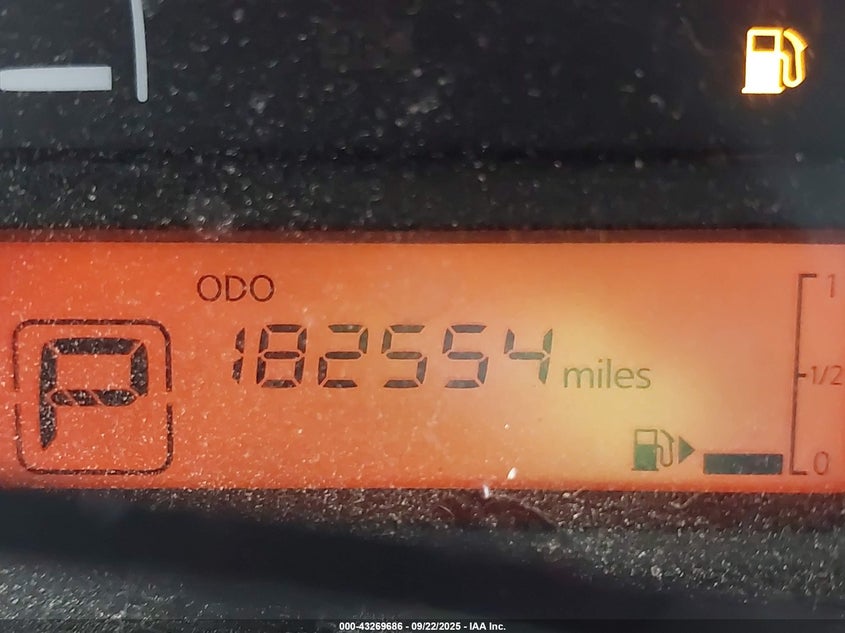 ODO
1
P
182554 miles
1/2
0
000-43269686 - 09/22/2025 - IAA Inc.